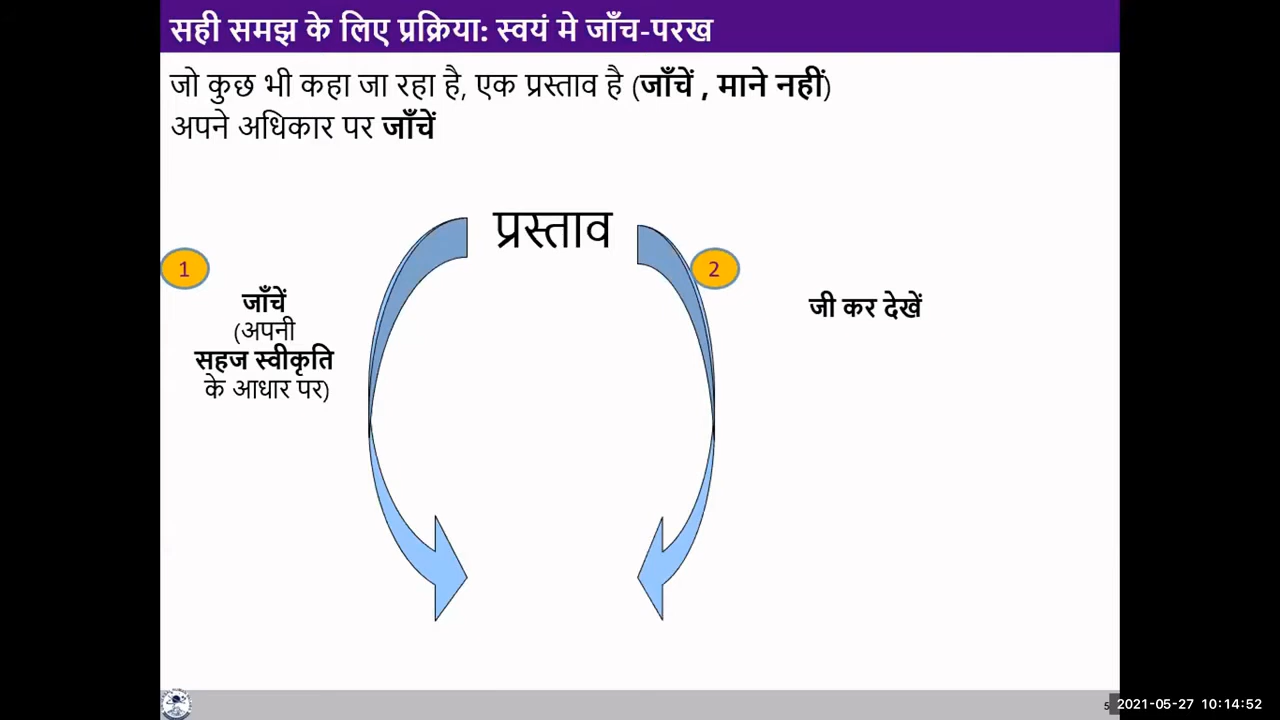 सही समझ के लिए प्रक्रिया: स्वयं मे जाँच-परख
जो कुछ भी कहा जा रहा है, एक प्रस्ताव है (जाँचें , माने नहीं)
अपने अधिकार पर जाँचें
प्रस्ताव
1
जाँचें
(अपनी
सहज स्वीकृति
के आधार पर)
2
जी कर देखें
5
2021-05-27 10:14:52